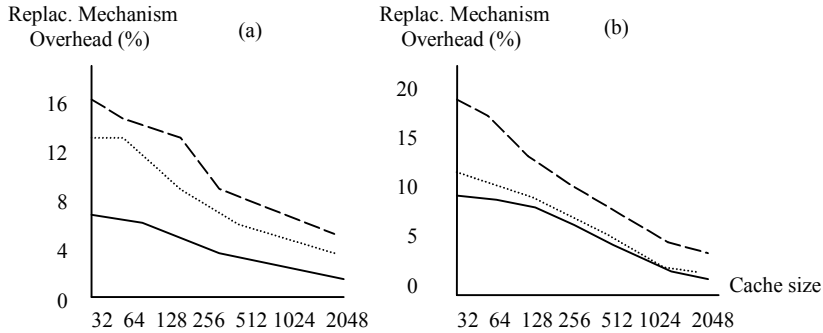 Replac. Mechanism
Overhead (%)
(a)
16
12
8
4
0
32 64 128 256 512 1024 2048
Replac. Mechanism
Overhead (%)
(b)
20
15
10
5
0
Cache size
32 64 128 256 512 1024 2048